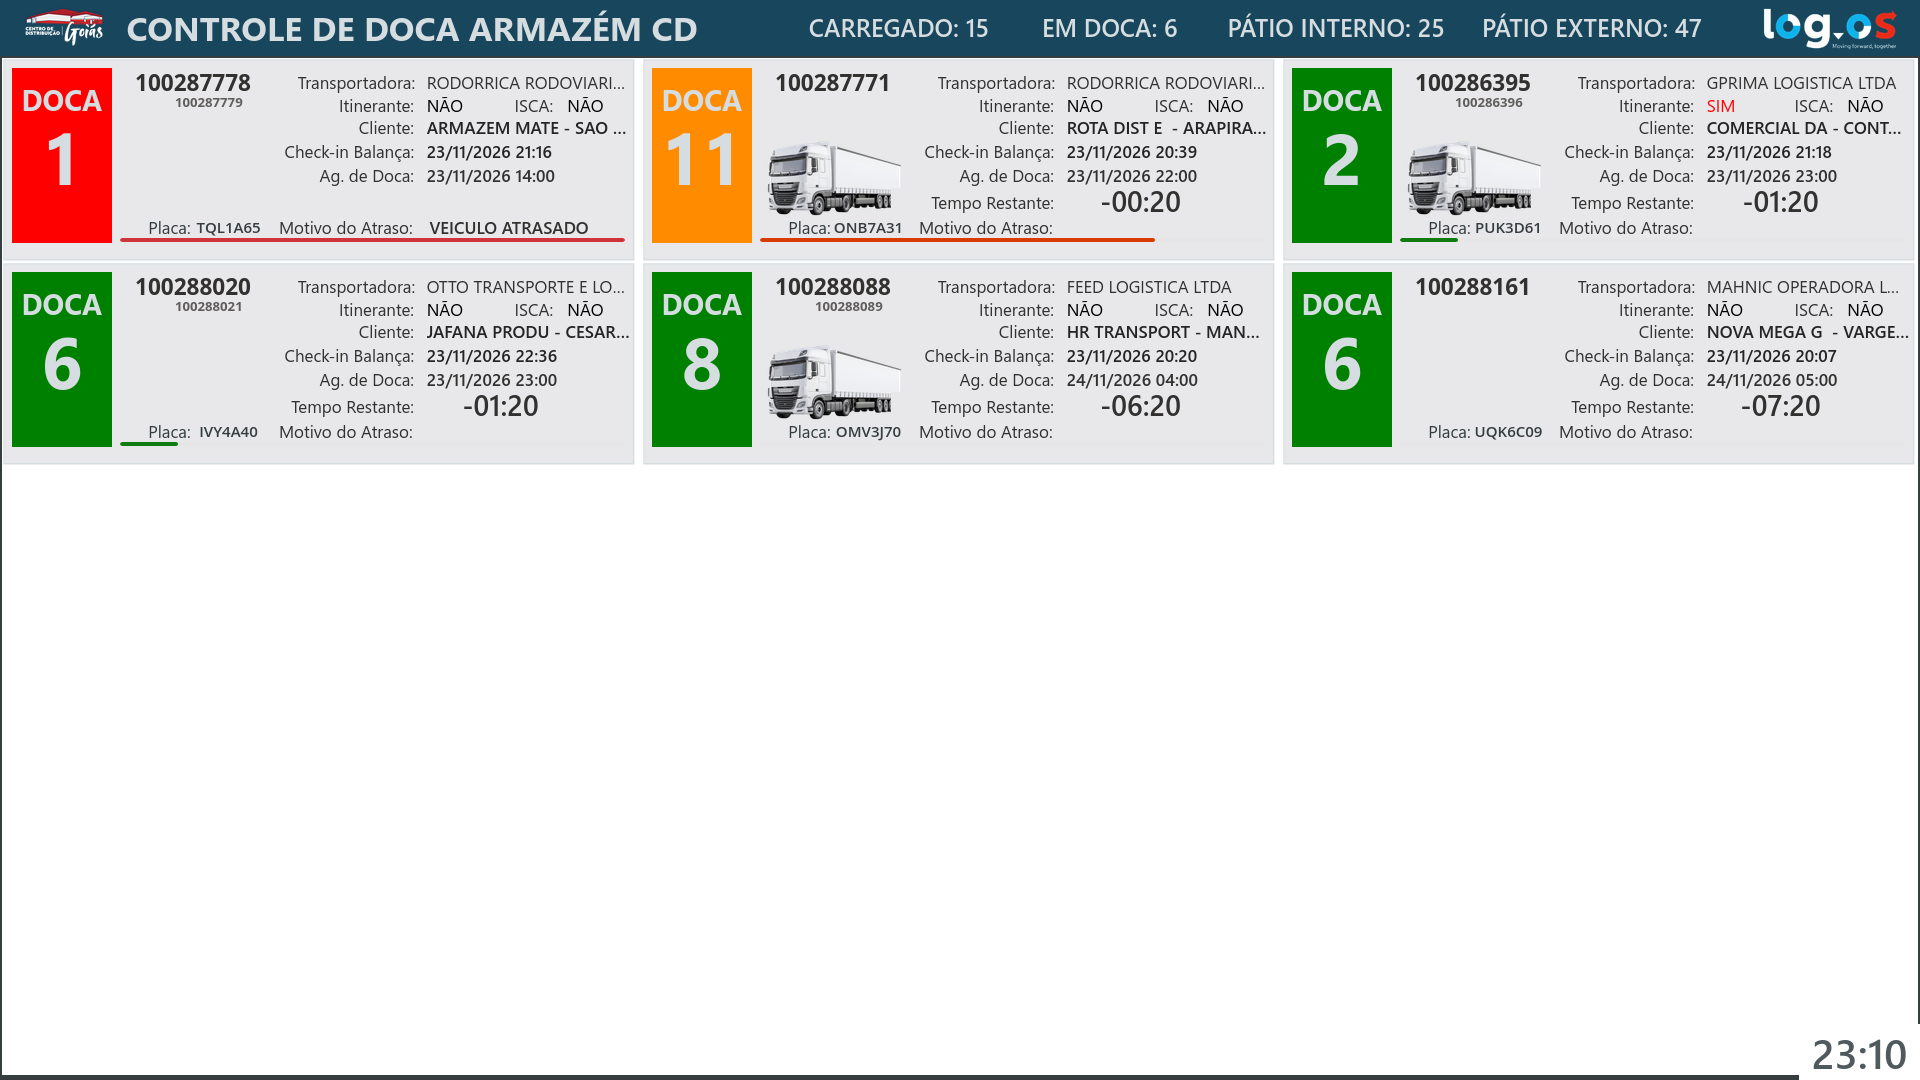 CENTRO DE DISTRIBUIÇÃO Goiás
CONTROLE DE DOCA ARMAZÉM CD
CARREGADO: 15
EM DOCA: 6
PÁTIO INTERNO: 25
PÁTIO EXTERNO: 47
log.os
Moving forward, together
DOCA
1
100287778
100287779
Transportadora: RODORRICA RODOVIARI...
Itinerante: NÃO ISCA: NÃO
Cliente: ARMAZEM MATE - SAO ...
Check-in Balança: 23/11/2026 21:16
Ag. de Doca: 23/11/2026 14:00
Placa: TQL1A65 Motivo do Atraso: VEICULO ATRASADO
DOCA
11
100287771
Transportadora: RODORRICA RODOVIARI...
Itinerante: NÃO ISCA: NÃO
Cliente: ROTA DIST E - ARAPIRA...
Check-in Balança: 23/11/2026 20:39
Ag. de Doca: 23/11/2026 22:00
Tempo Restante: -00:20
Placa: ONB7A31 Motivo do Atraso:
DOCA
2
100286395
100286396
Transportadora: GPRIMA LOGISTICA LTDA
Itinerante: SIM ISCA: NÃO
Cliente: COMERCIAL DA - CONT...
Check-in Balança: 23/11/2026 21:18
Ag. de Doca: 23/11/2026 23:00
Tempo Restante: -01:20
Placa: PUK3D61 Motivo do Atraso:
DOCA
6
100288020
100288021
Transportadora: OTTO TRANSPORTE E LO...
Itinerante: NÃO ISCA: NÃO
Cliente: JAFANA PRODU - CESAR...
Check-in Balança: 23/11/2026 22:36
Ag. de Doca: 23/11/2026 23:00
Tempo Restante: -01:20
Placa: IVY4A40 Motivo do Atraso:
DOCA
8
100288088
100288089
Transportadora: FEED LOGISTICA LTDA
Itinerante: NÃO ISCA: NÃO
Cliente: HR TRANSPORT - MAN...
Check-in Balança: 23/11/2026 20:20
Ag. de Doca: 24/11/2026 04:00
Tempo Restante: -06:20
Placa: OMV3J70 Motivo do Atraso:
DOCA
6
100288161
Transportadora: MAHNIC OPERADORA L...
Itinerante: NÃO ISCA: NÃO
Cliente: NOVA MEGA G - VARGE...
Check-in Balança: 23/11/2026 20:07
Ag. de Doca: 24/11/2026 05:00
Tempo Restante: -07:20
Placa: UQK6C09 Motivo do Atraso:
23:10